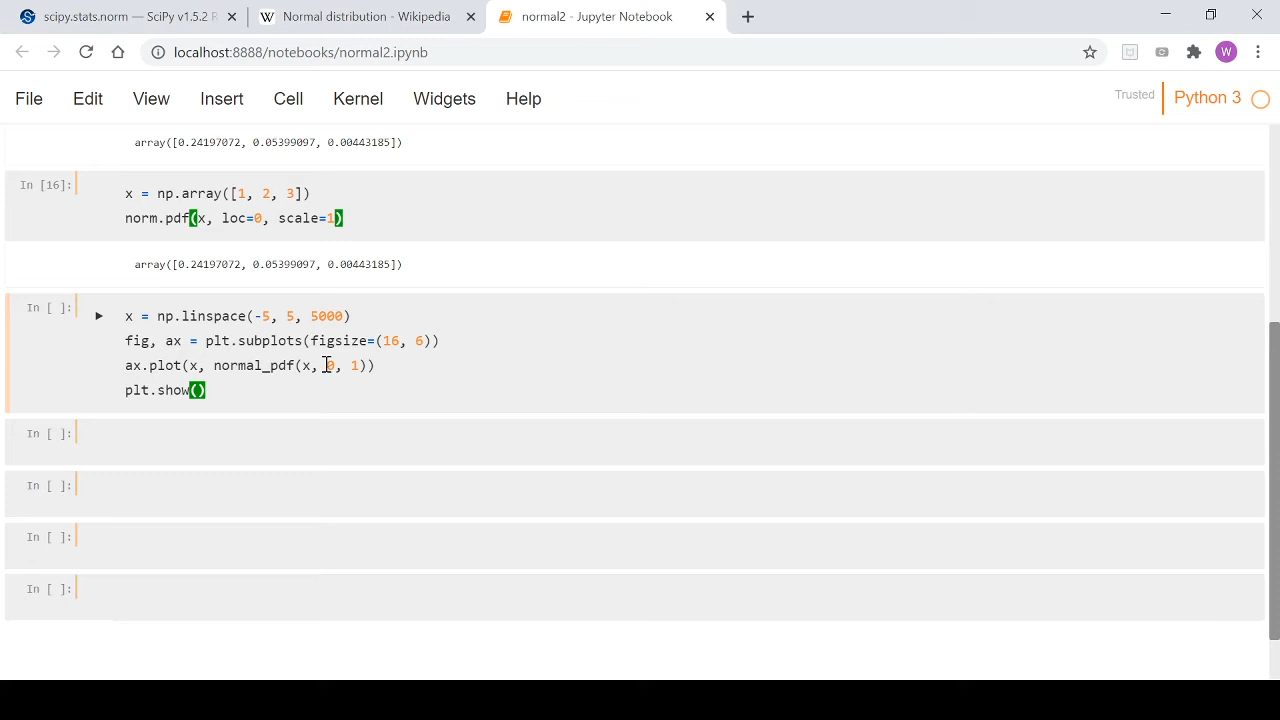 scipy.stats.norm — SciPy v1.5.2 R
Normal distribution - Wikipedia
normal2 - Jupyter Notebook
localhost:8888/notebooks/normal2.ipynb
W
File Edit View Insert Cell Kernel Widgets Help
Trusted
Python 3
array([0.24197072, 0.05399097, 0.00443185])
In [16]:
x = np.array([1, 2, 3])
norm.pdf(x, loc=0, scale=1)
array([0.24197072, 0.05399097, 0.00443185])
In [ ]:
x = np.linspace(-5, 5, 5000)
fig, ax = plt.subplots(figsize=(16, 6))
ax.plot(x, normal_pdf(x, 0, 1))
plt.show()
In [ ]:
In [ ]:
In [ ]:
In [ ]: